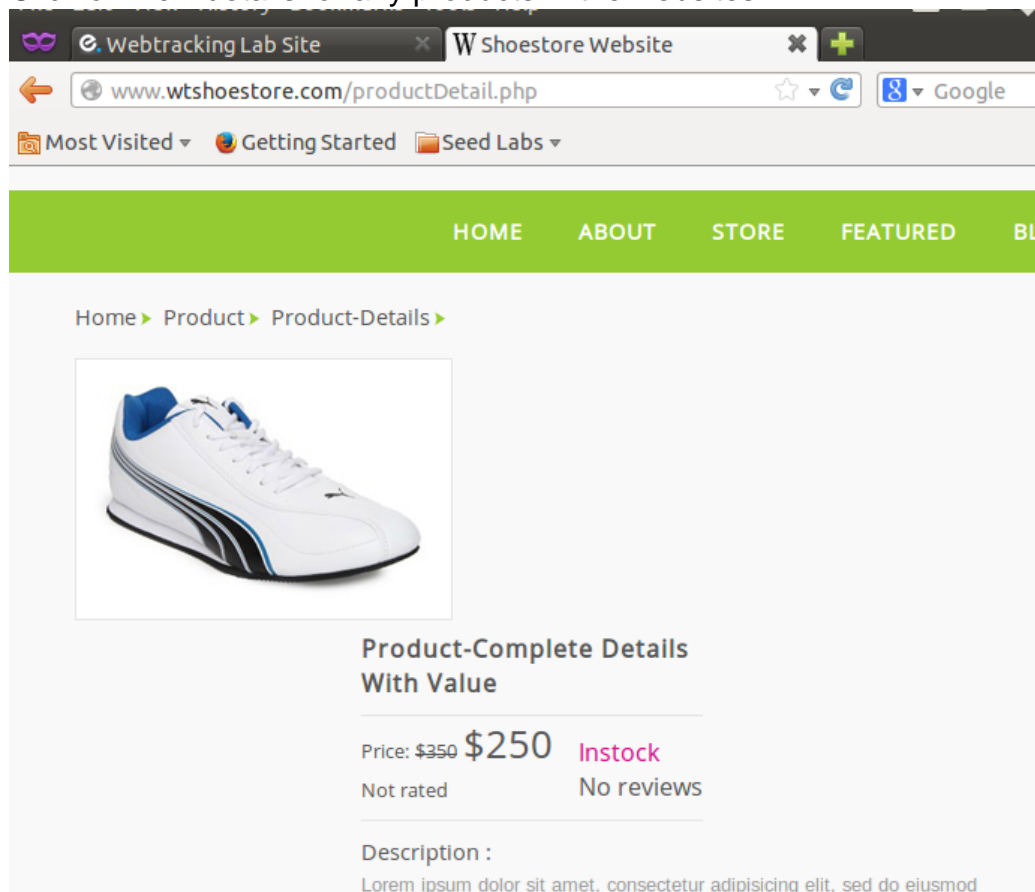 Webtracking Lab Site
W Shoestore Website
www.wtshoestore.com/productDetail.php
8 Google
Most Visited
Getting Started
Seed Labs
HOME ABOUT STORE FEATURED
Home Product Product-Details
Product-Complete Details
With Value
Price: $350 $250 Instock
Not rated No reviews
Description :
Lorem ipsum dolor sit amet, consectetur adipisicing elit, sed do eiusmod